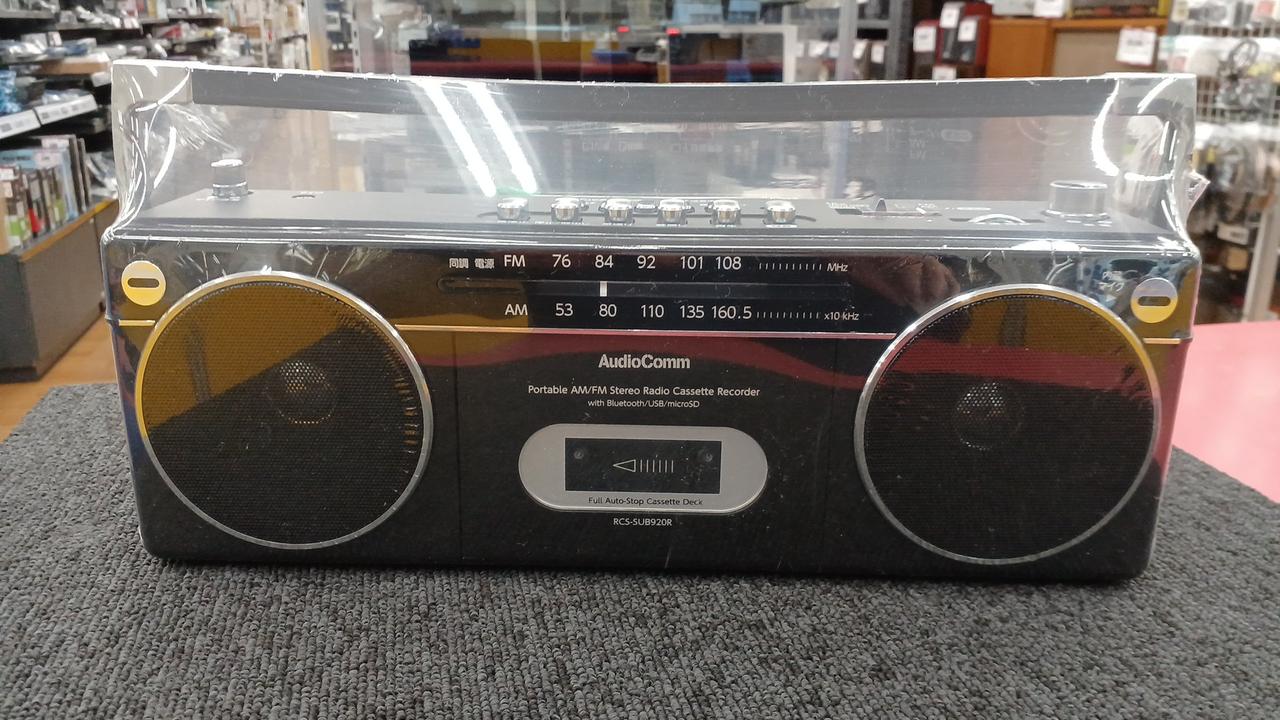 同調 電源 FM 76 84 92 101 108 MHz
AM 53 80 110 135 160.5 x10 kHz
AudioComm
Portable AM/FM Stereo Radio Cassette Recorder
with Bluetooth/USB/microSD
Full Auto-Stop Cassette Deck
RCS-SUB920R